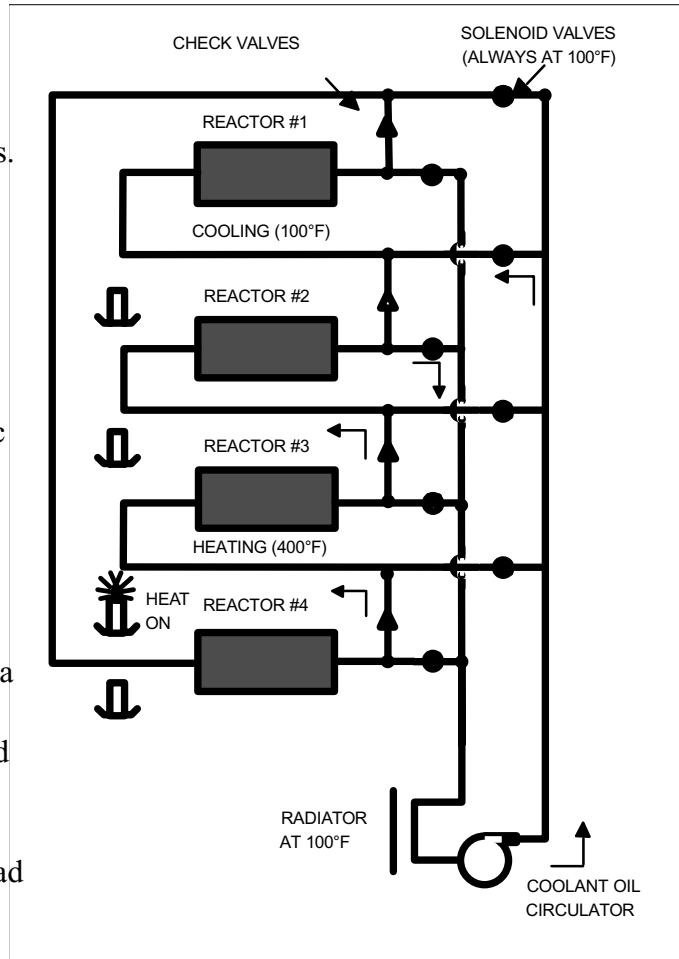 SOLENOID VALVES
(ALWAYS AT 100°F)
CHECK VALVES
REACTOR #1
s.
COOLING (100°F)
REACTOR #2
c
REACTOR #3
HEATING (400°F)
HEAT
ON
REACTOR #4
a
d
RADIATOR
AT 100°F
ad
COOLANT OIL
CIRCULATOR